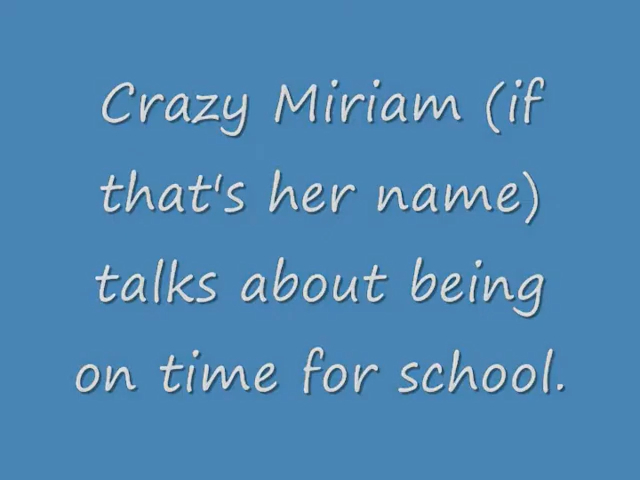 Crazy Miriam (if
that's her name)
talks about being
on time for school.